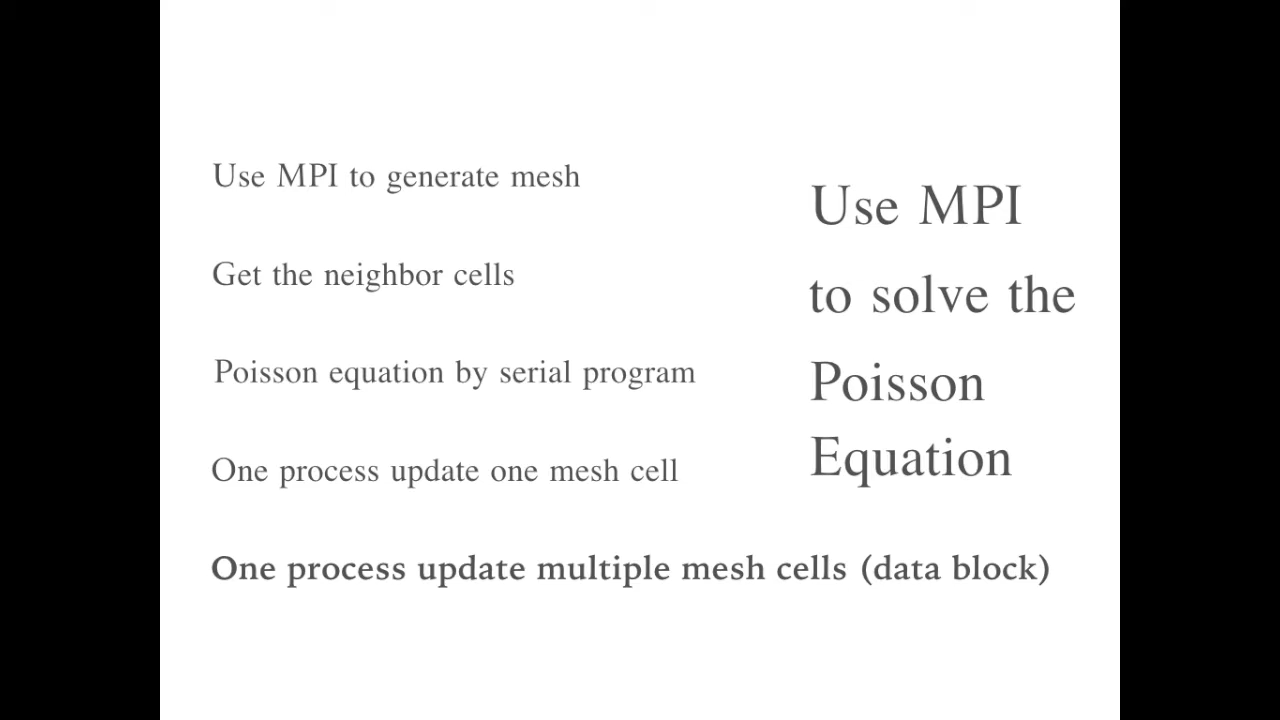 Use MPI to generate mesh
Get the neighbor cells
Poisson equation by serial program
One process update one mesh cell
One process update multiple mesh cells (data block)
Use MPI
to solve the
Poisson
Equation